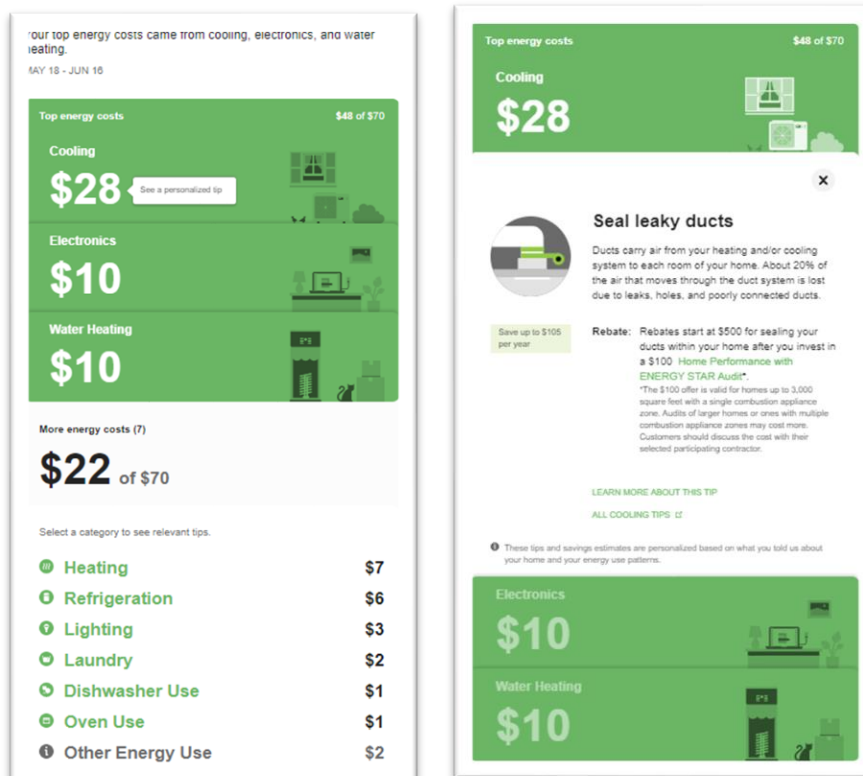 your top energy costs came from cooling, electronics, and water
heating.
MAY 18 - JUN 16
Top energy costs $48 of $70
Cooling
$28 See a personalized tip
Electronics
$10
Water Heating
$10
More energy costs (7)
$22 of $70
Select a category to see relevant tips.
Heating $7
Refrigeration $6
Lighting $3
Laundry $2
Dishwasher Use $1
Oven Use $1
Other Energy Use $2
Top energy costs $48 of $70
Cooling
$28
Seal leaky ducts
Ducts carry air from your heating and/or cooling
system to each room of your home. About 20% of
the air that moves through the duct system is lost
due to leaks, holes, and poorly connected ducts.
Save up to $105
per year
Rebate: Rebates start at $500 for sealing your
ducts within your home after you invest in
a $100 Home Performance with
ENERGY STAR Audit*.
*The $100 offer is valid for homes up to 3,000
square feet with a single combustion appliance
zone. Audits of larger homes or ones with multiple
combustion appliance zones may cost more.
Customers should discuss the cost with their
selected participating contractor.
LEARN MORE ABOUT THIS TIP
ALL COOLING TIPS
These tips and savings estimates are personalized based on what you told us about
your home and your energy use patterns.
Electronics
$10
Water Heating
$10